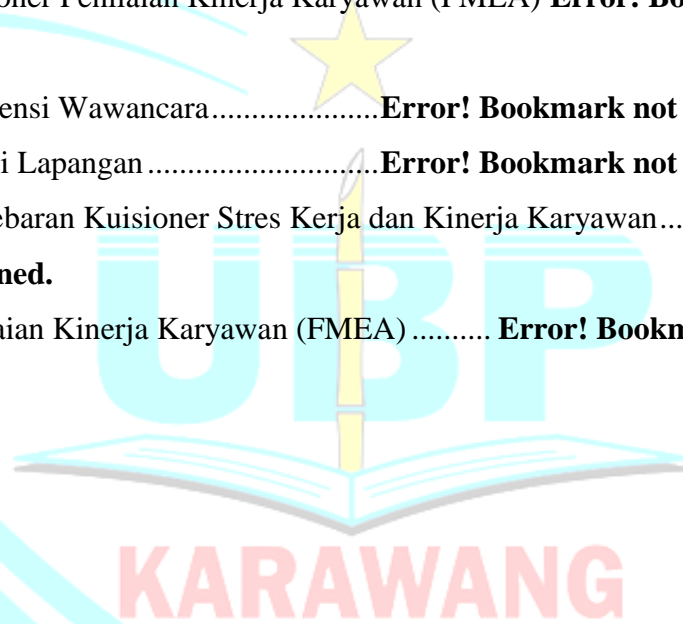 oner Penilaian Kinerja Karyawan (FMEA) Error! Bo
ensi Wawancara.....................Error! Bookmark not
i Lapangan.............................Error! Bookmark not
ebaran Kuisioner Stres Kerja dan Kinerja Karyawan...
ned.
aian Kinerja Karyawan (FMEA).......... Error! Bookm
UBP
KARAWANG